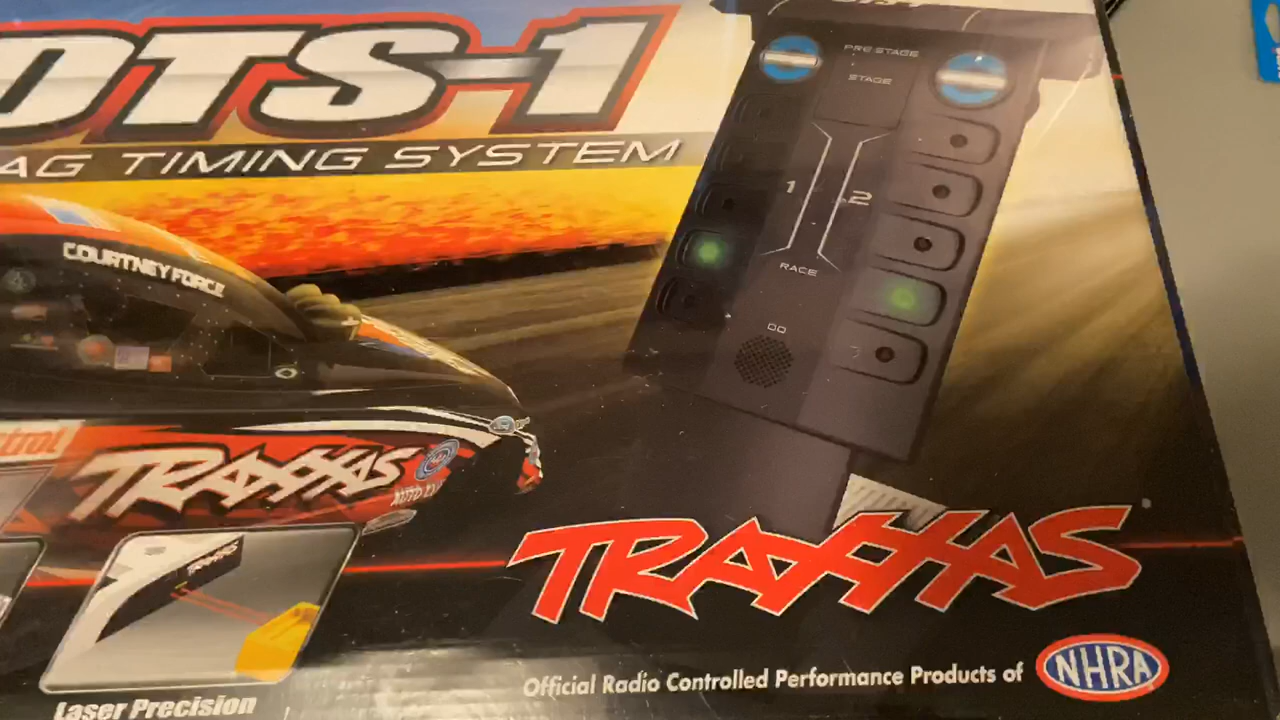 DTS-1
AG TIMING SYSTEM
PRE STAGE
STAGE
1 2
RACE
COURTNEY FORCE
TRAXXAS
TRAXXAS
TRAXXAS
Laser Precision
Official Radio Controlled Performance Products of NHRA